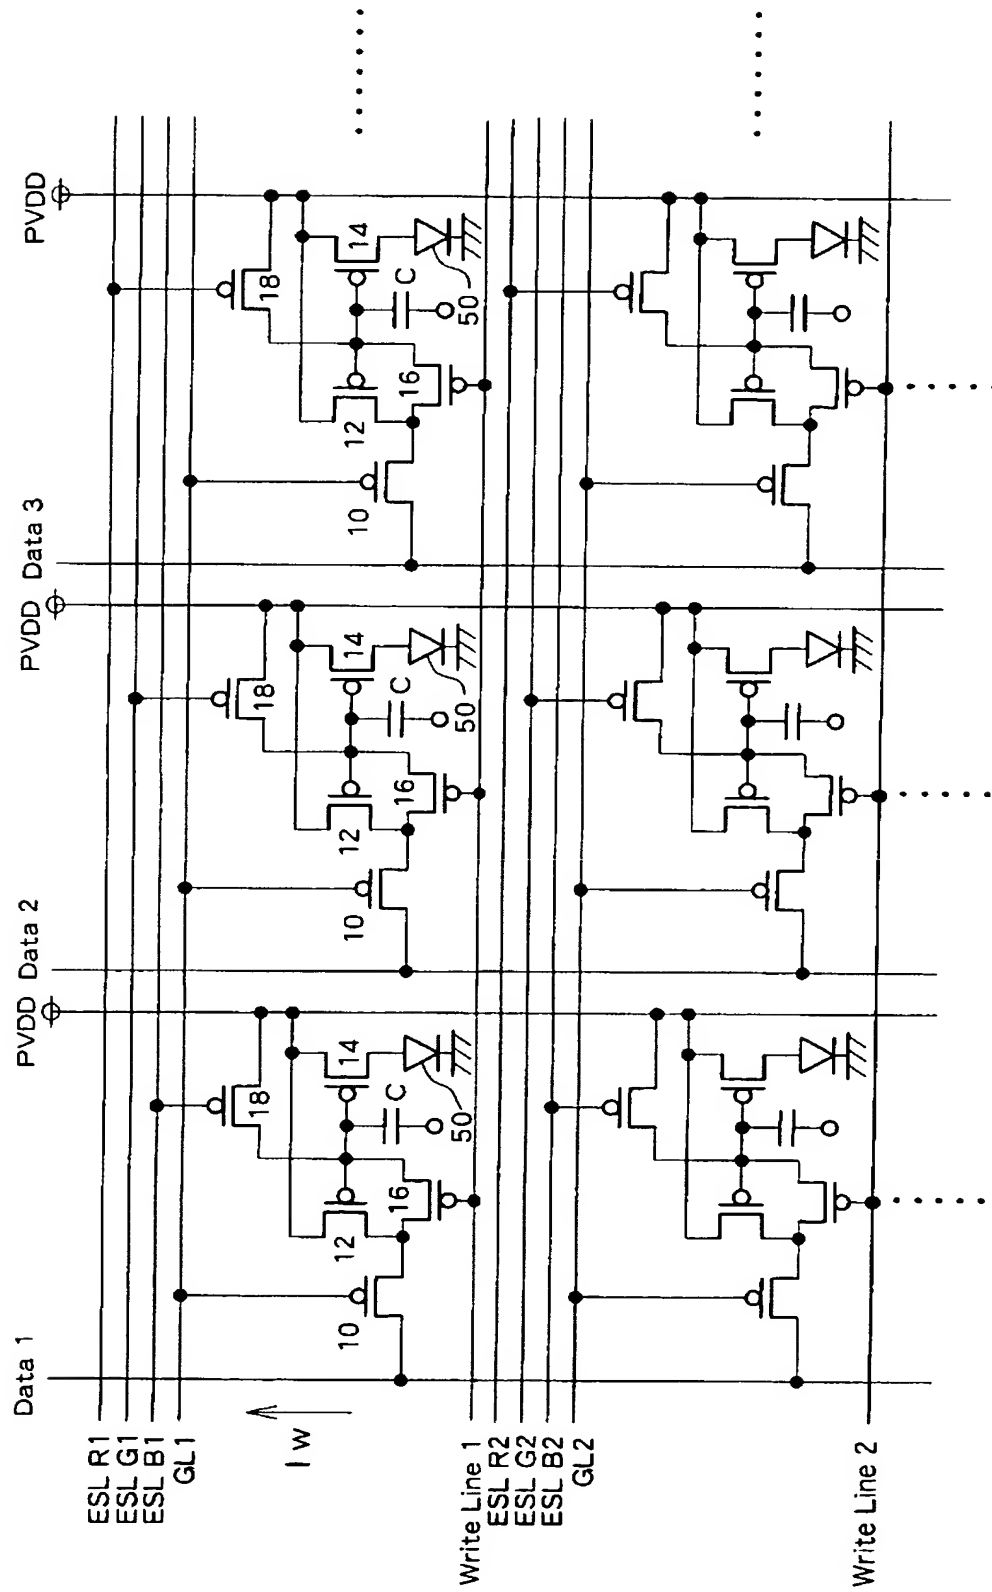 Data 1
PVDD
Data 2
PVDD
Data 3
PVDD
ESL R1
ESL G1
ESL B1
GL1
Iw
18
18
18
12
14
12
14
12
14
10
16
C
10
16
C
10
16
C
50
50
50
Write Line 1
ESL R2
ESL G2
ESL B2
GL2
Write Line 2